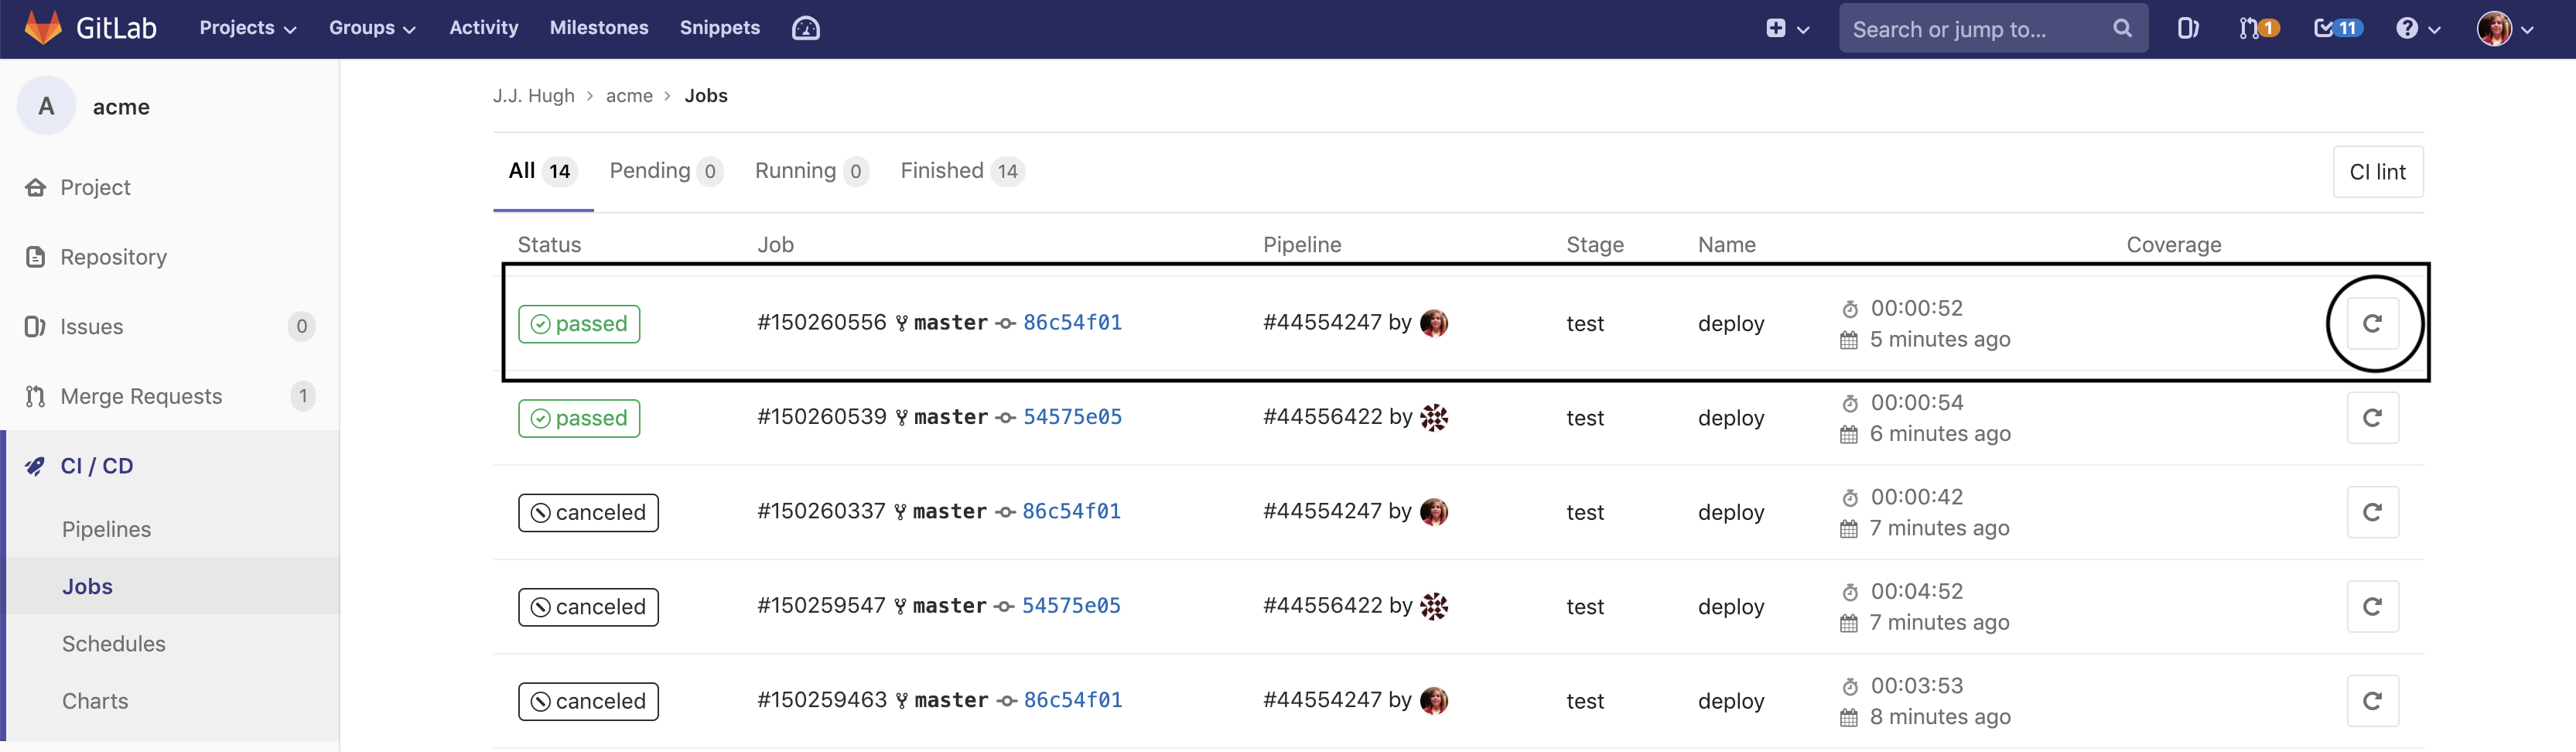 GitLab Projects Groups Activity Milestones Snippets Search or jump to... 1 11
A acme
J.J. Hugh > acme > Jobs
All 14 Pending 0 Running 0 Finished 14 CI lint
Project
Repository
Issues 0
Merge Requests 1
CI / CD
Pipelines
Jobs
Schedules
Charts
Status Job Pipeline Stage Name Coverage
passed #150260556 master 86c54f01 #44554247 by test deploy 00:00:52
5 minutes ago
passed #150260539 master 54575e05 #44556422 by test deploy 00:00:54
6 minutes ago
canceled #150260337 master 86c54f01 #44554247 by test deploy 00:00:42
7 minutes ago
canceled #150259547 master 54575e05 #44556422 by test deploy 00:04:52
7 minutes ago
canceled #150259463 master 86c54f01 #44554247 by test deploy 00:03:53
8 minutes ago